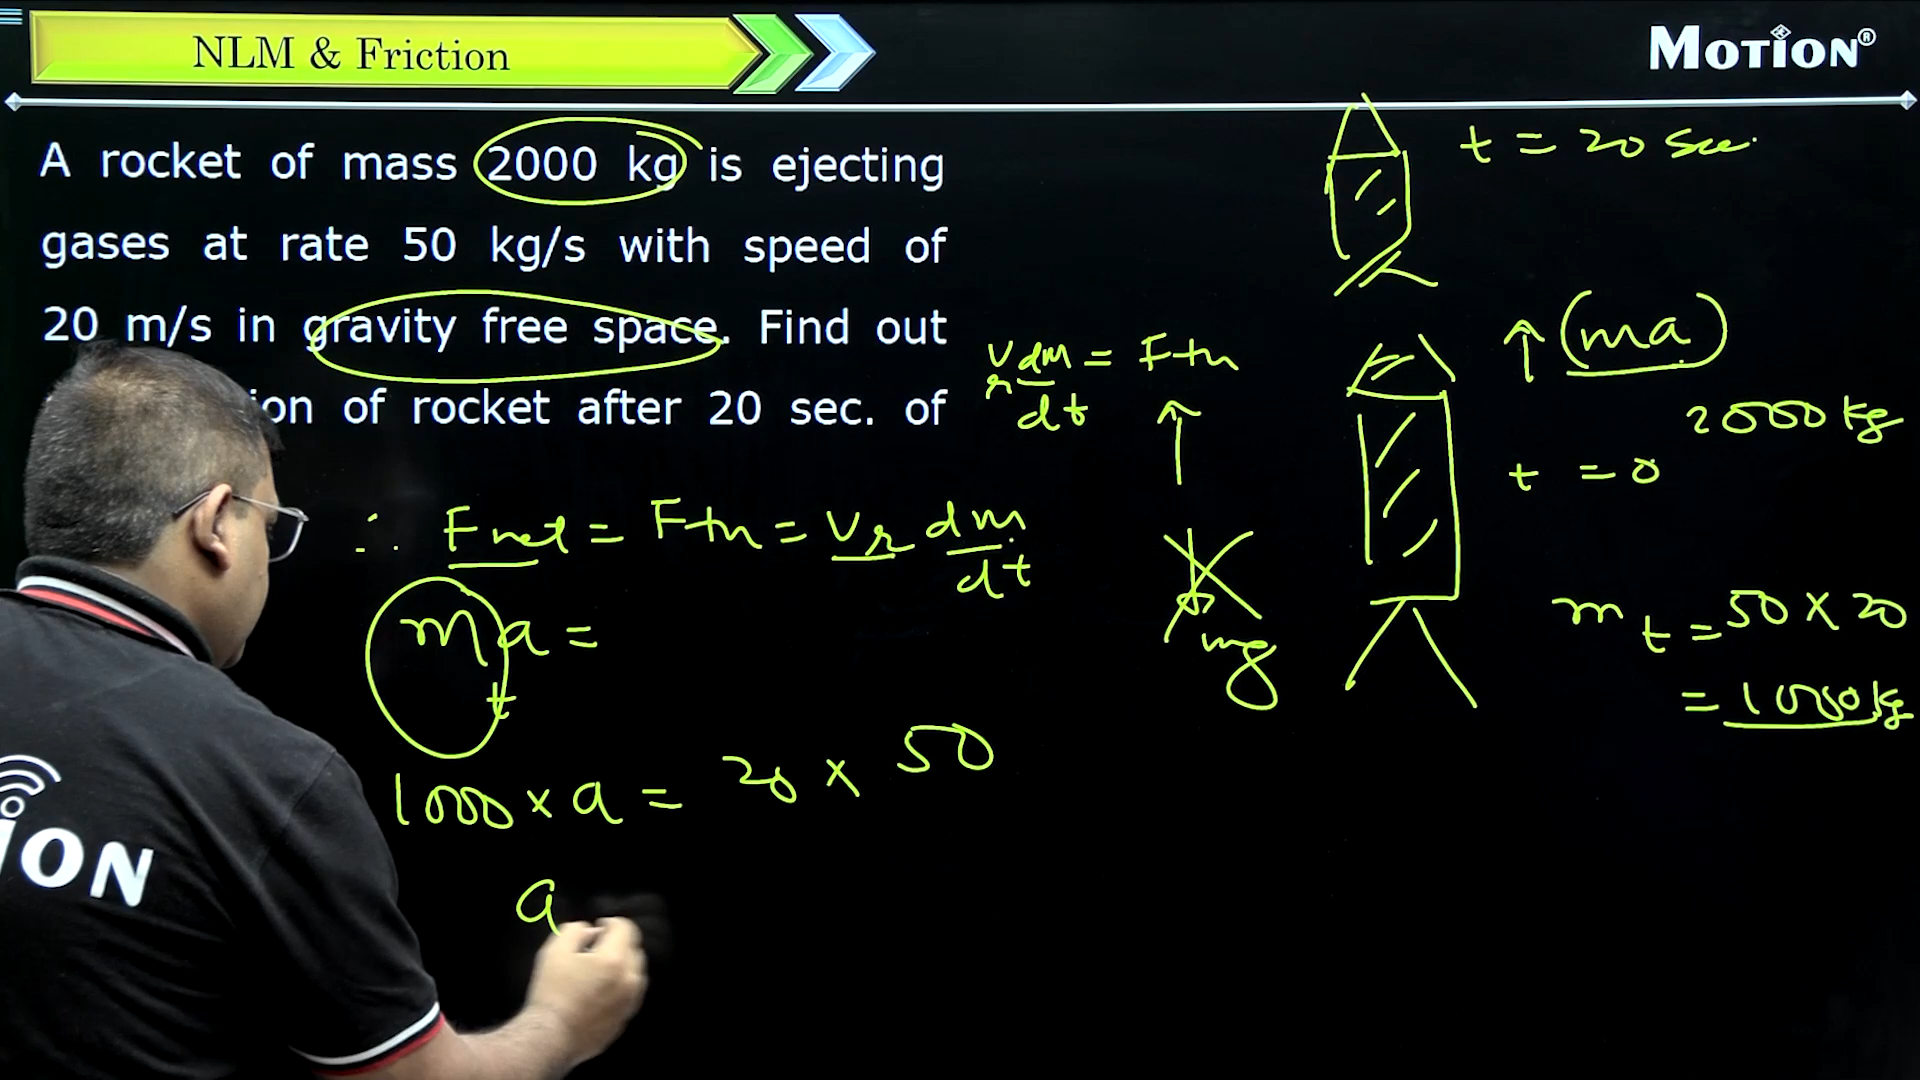 NLM & Friction
MOTION®
A rocket of mass 2000 kg is ejecting
gases at rate 50 kg/s with speed of
20 m/s in gravity free space. Find out
ion of rocket after 20 sec. of
t = 20 Sec.
(ma)
2000 kg
t = 0
Vr dm/dt = Fth
mg
mt = 50 × 20
= 1000 kg
∴ Fnet = Fth = Vr dm/dt
mt a =
1000 × a = 20 × 50
a
ION